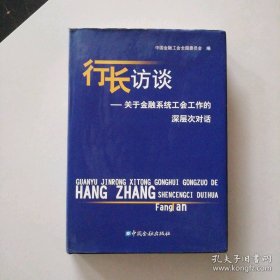 中国金融工会全国委员会 编
行长访谈
——关于金融系统工会工作的
深层次对话
GUANYU JINRONG XITONG GONGHUI GONGZUO DE
HANG ZHANG SHENCENGCI DUIHUA
Fangtan
中国金融出版社